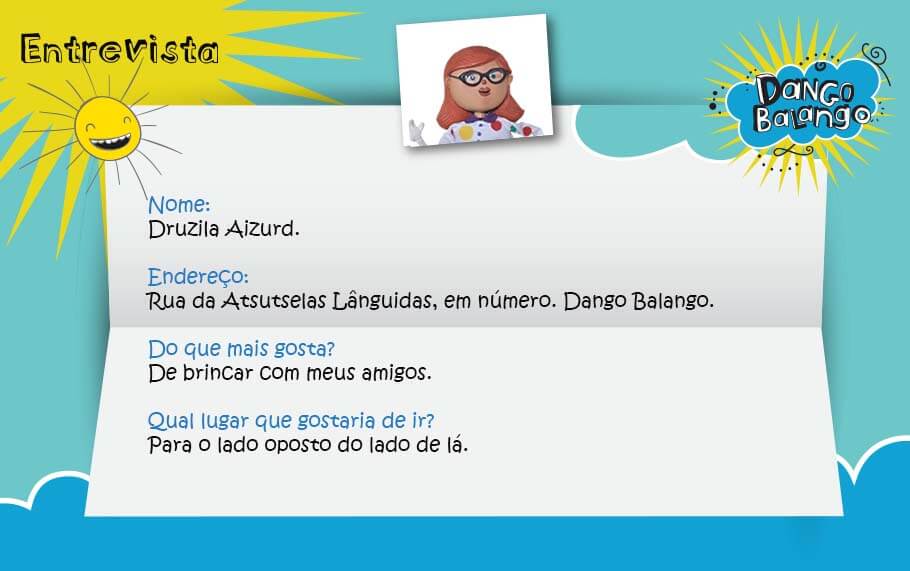 Entrevista
DANGO
BALANGO
Nome:
Druzila Aizurd.
Endereço:
Rua da Atsutselas Lânguidas, em número. Dango Balango.
Do que mais gosta?
De brincar com meus amigos.
Qual lugar que gostaria de ir?
Para o lado oposto do lado de lá.